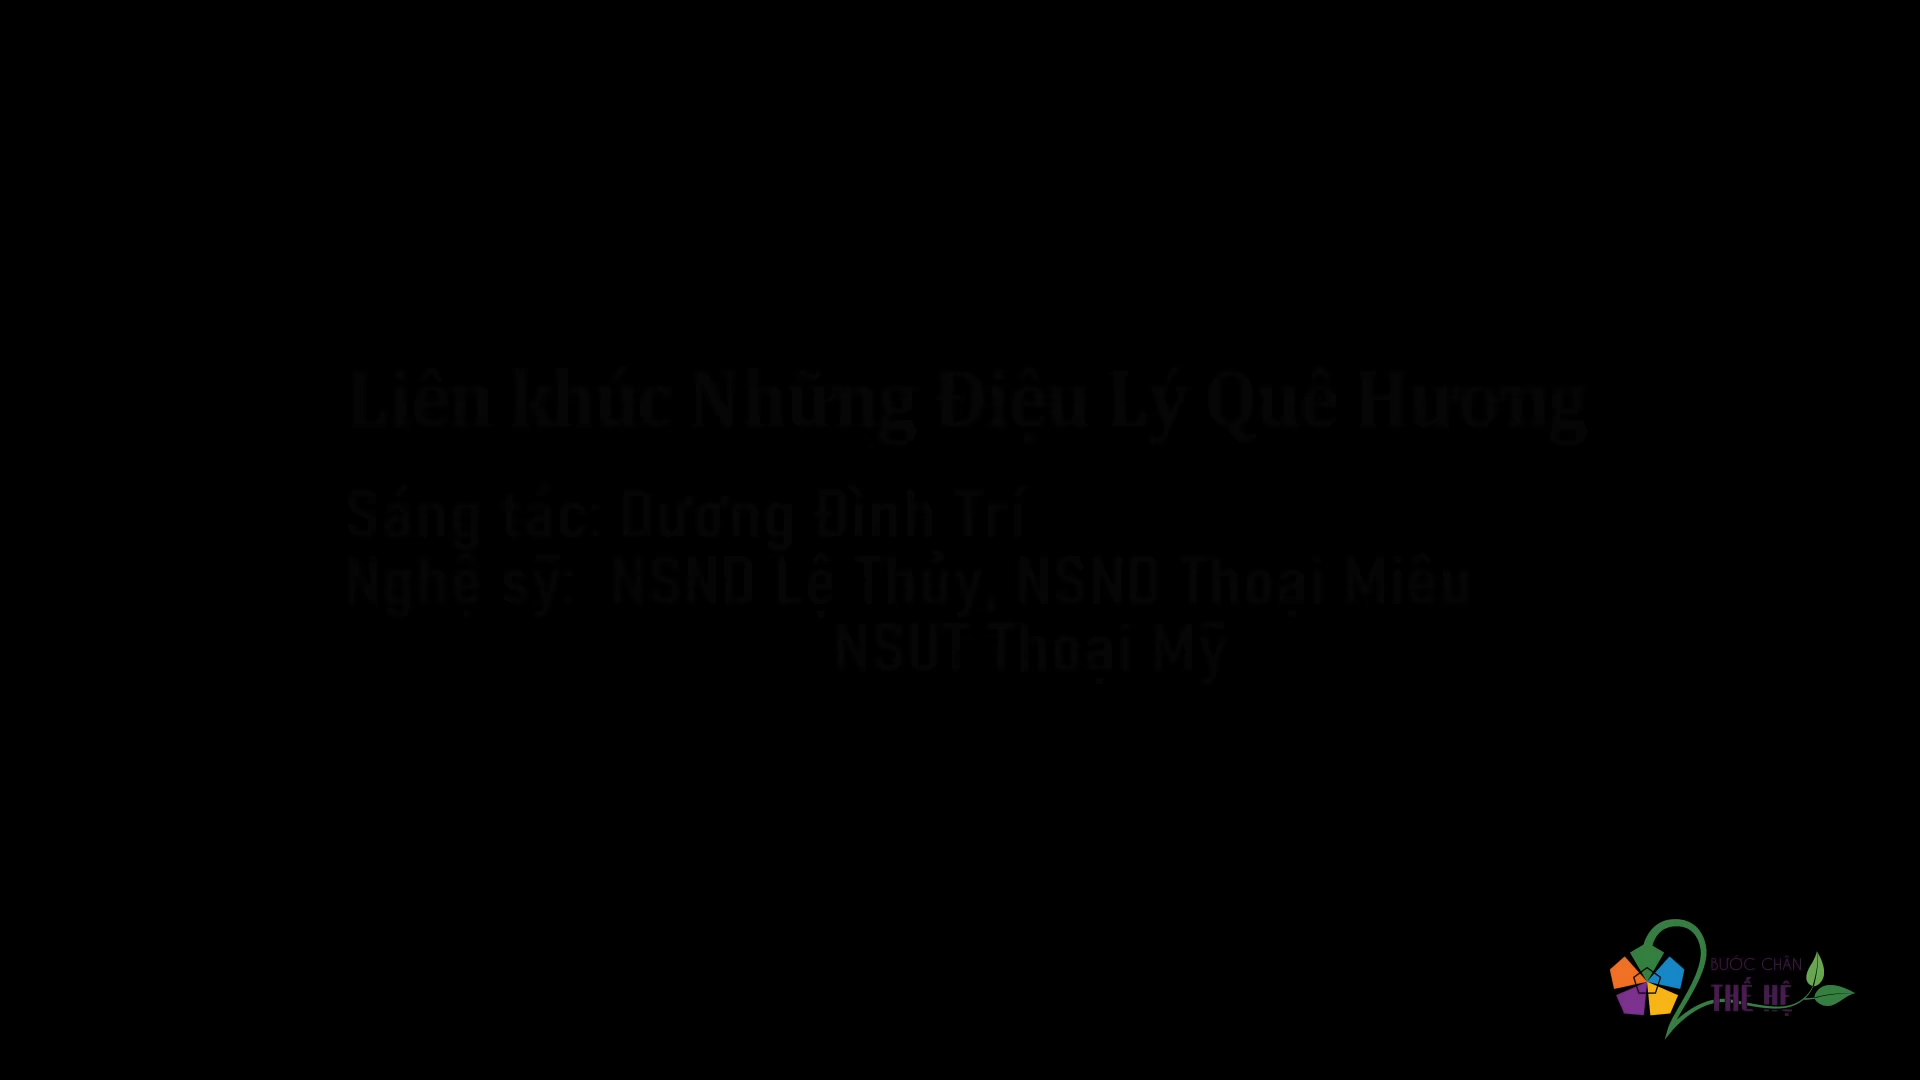 Liên khúc Những Điệu Lý Quê Hương
Sáng tác: Dương Đình Trí
Nghệ sỹ: NSND Lệ Thủy, NSND Thoại Miêu
NSUT Thoại Mỹ
BƯỚC CHÂN
THẾ HỆ